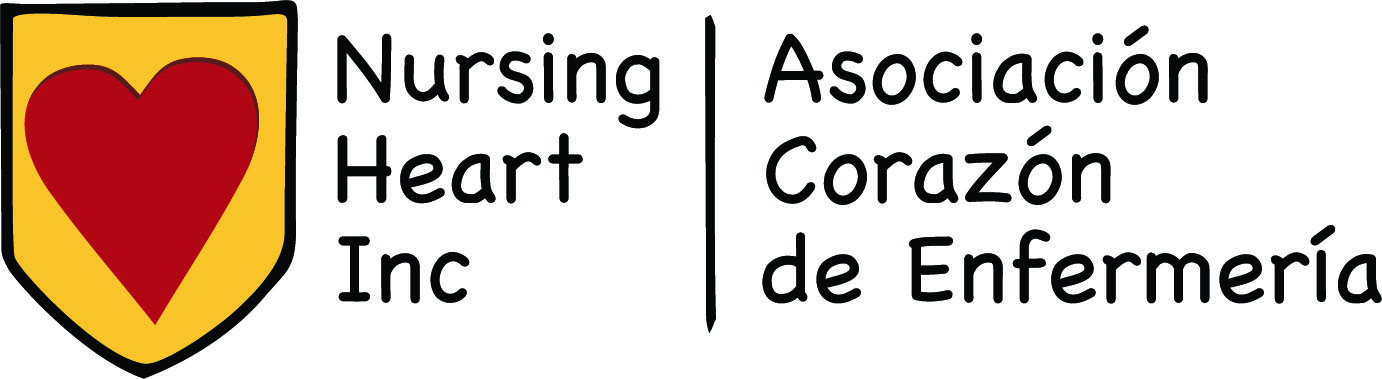 Nursing
Heart
Inc
Asociación
Corazón
de Enfermería